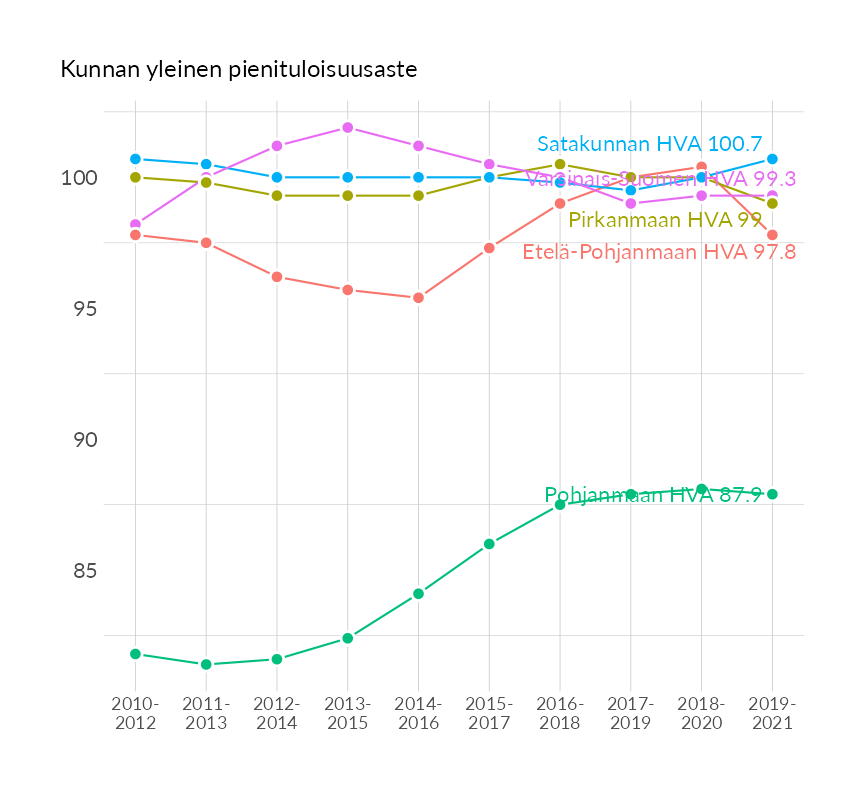 Kunnan yleinen pienituloisuusaste
Satakunnan HVA 100.7
100
Varsinais-Suomen HVA 99.3
Pirkanmaan HVA 99
Etelä-Pohjanmaan HVA 97.8
95
90
Pohjanmaan HVA 87.9
85
2010- 2011- 2012- 2013- 2014- 2015- 2016- 2017- 2018- 2019-
2012 2013 2014 2015 2016 2017 2018 2019 2020 2021